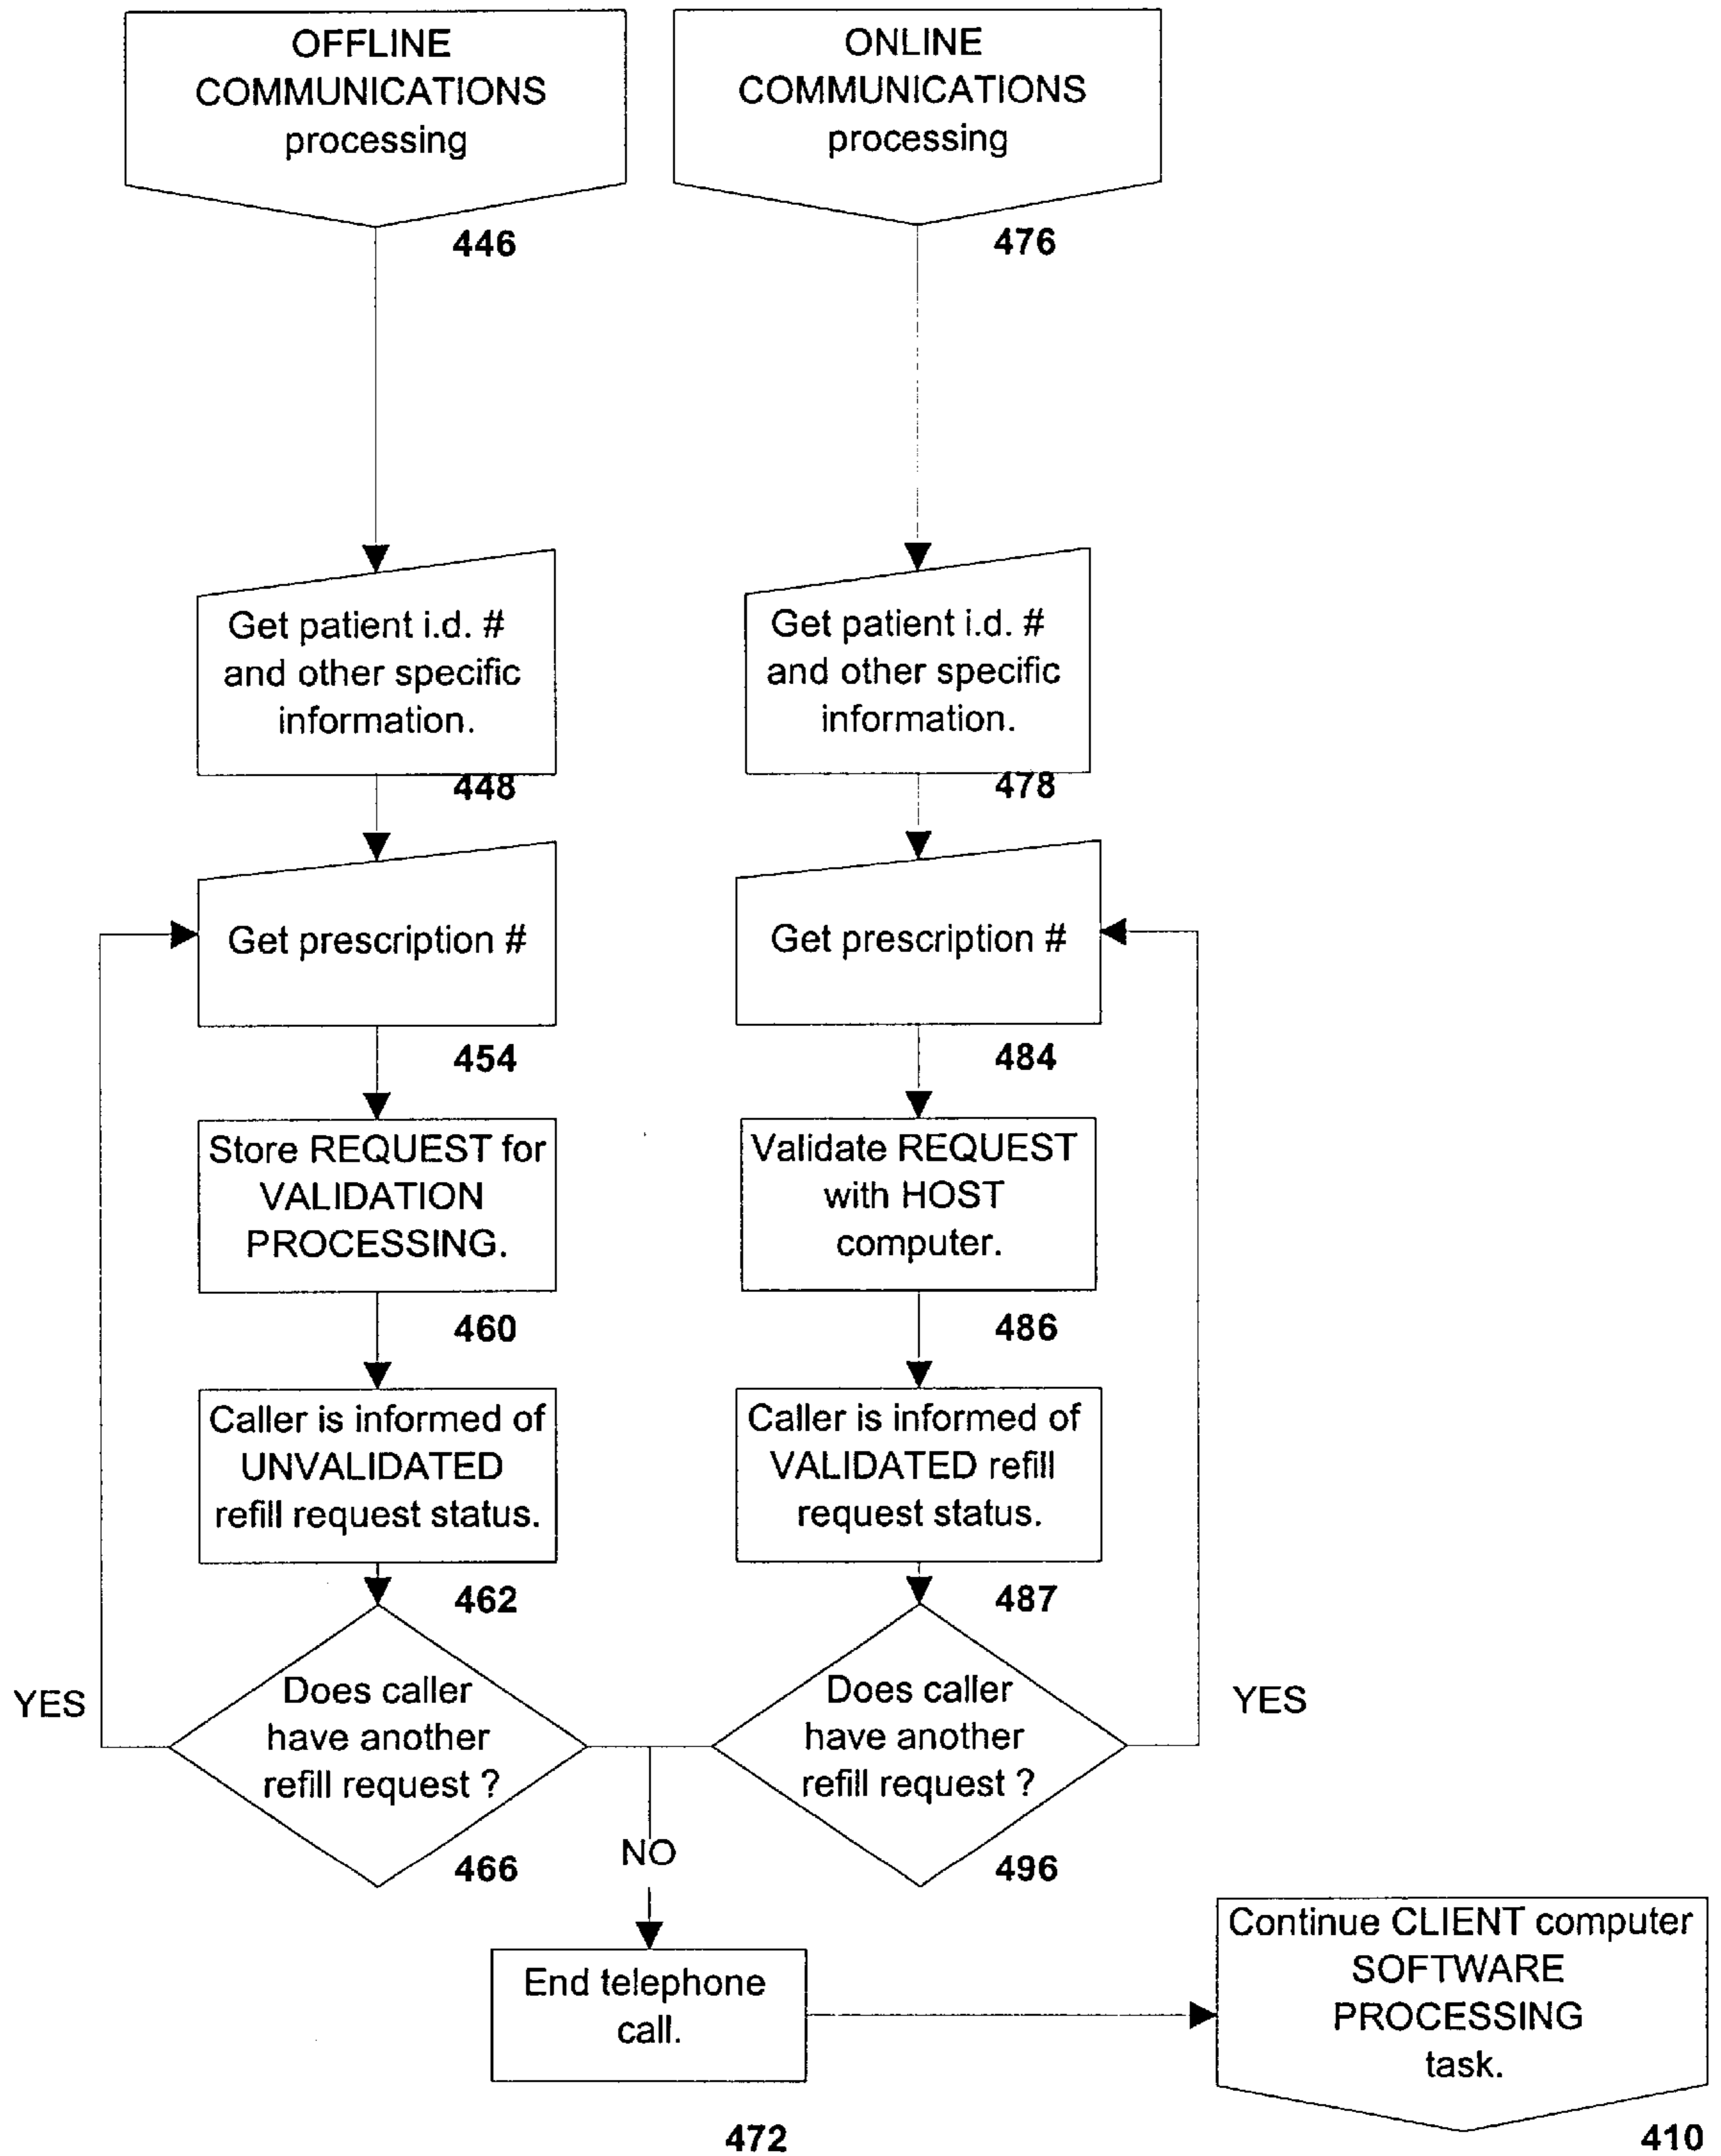 OFFLINE
COMMUNICATIONS
processing
446
ONLINE
COMMUNICATIONS
processing
476
Get patient i.d. #
and other specific
information.
448
Get patient i.d. #
and other specific
information.
478
Get prescription #
454
Get prescription #
484
Store REQUEST for
VALIDATION
PROCESSING.
460
Validate REQUEST
with HOST
computer.
486
Caller is informed of
UNVALIDATED
refill request status.
462
Caller is informed of
VALIDATED refill
request status.
487
YES
Does caller
have another
refill request ?
466
NO
Does caller
have another
refill request ?
496
YES
End telephone
call.
472
Continue CLIENT computer
SOFTWARE
PROCESSING
task.
410